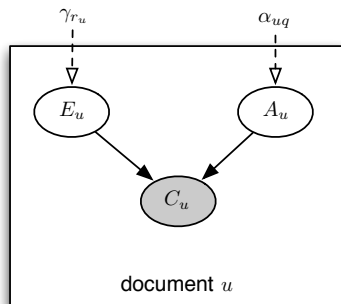 γ_{r_u} α_{uq}
E_u A_u
C_u
document u